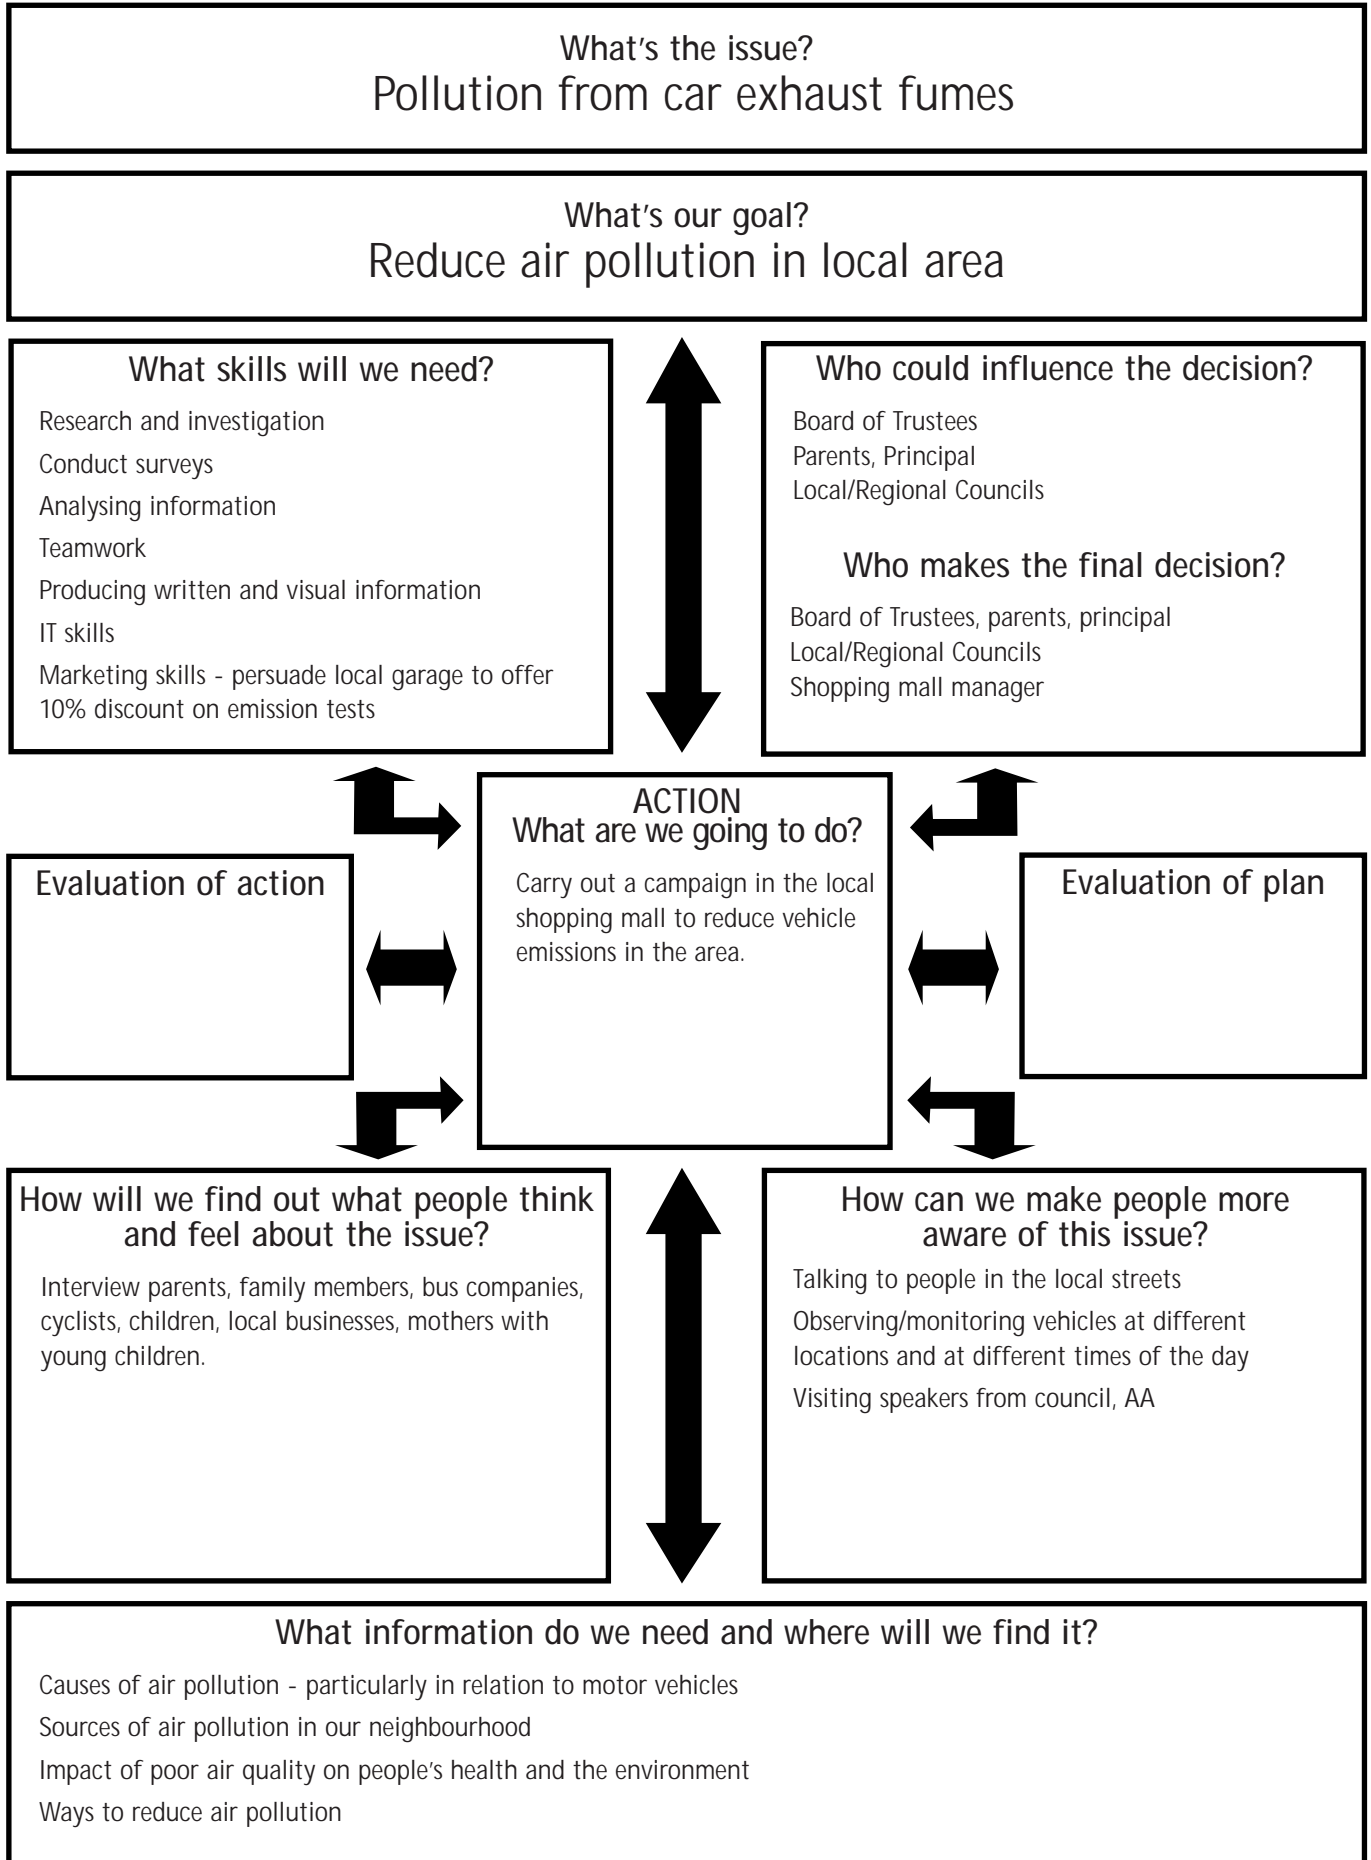 What's the issue?
Pollution from car exhaust fumes
What's our goal?
Reduce air pollution in local area
What skills will we need?
Research and investigation
Conduct surveys
Analysing information
Teamwork
Producing written and visual information
IT skills
Marketing skills - persuade local garage to offer
10% discount on emission tests
Who could influence the decision?
Board of Trustees
Parents, Principal
Local/Regional Councils
Who makes the final decision?
Board of Trustees, parents, principal
Local/Regional Councils
Shopping mall manager
ACTION
What are we going to do?
Carry out a campaign in the local
shopping mall to reduce vehicle
emissions in the area.
Evaluation of action
Evaluation of plan
How will we find out what people think
and feel about the issue?
Interview parents, family members, bus companies,
cyclists, children, local businesses, mothers with
young children.
How can we make people more
aware of this issue?
Talking to people in the local streets
Observing/monitoring vehicles at different
locations and at different times of the day
Visiting speakers from council, AA
What information do we need and where will we find it?
Causes of air pollution - particularly in relation to motor vehicles
Sources of air pollution in our neighbourhood
Impact of poor air quality on people's health and the environment
Ways to reduce air pollution